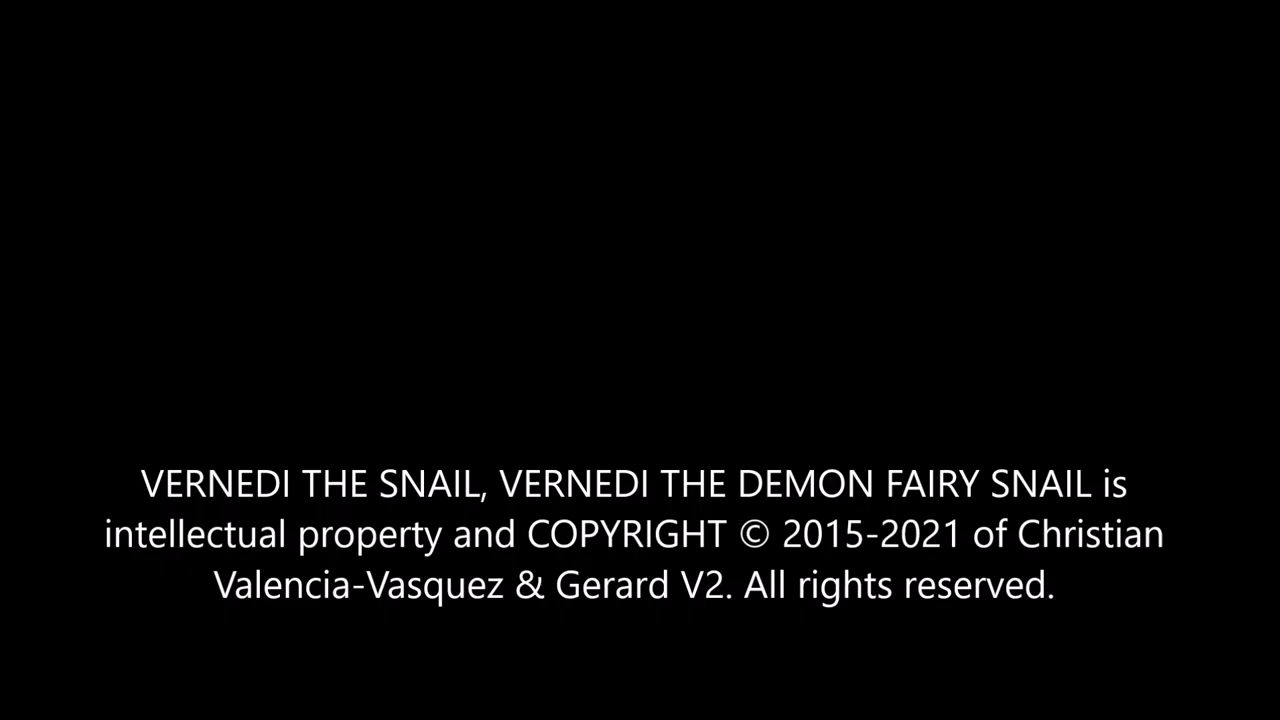 VERNEDI THE SNAIL, VERNEDI THE DEMON FAIRY SNAIL is
intellectual property and COPYRIGHT © 2015-2021 of Christian
Valencia-Vasquez & Gerard V2. All rights reserved.